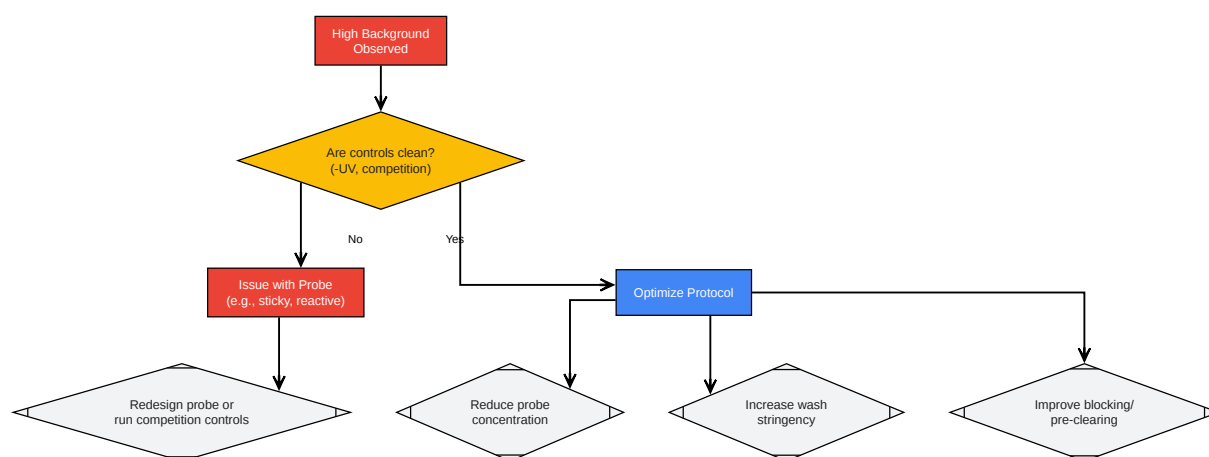 High Background
Observed
Are controls clean?
(-UV, competition)
No
Yes
Issue with Probe
(e.g., sticky, reactive)
Optimize Protocol
Redesign probe or
run competition controls
Reduce probe
concentration
Increase wash
stringency
Improve blocking/
pre-clearing